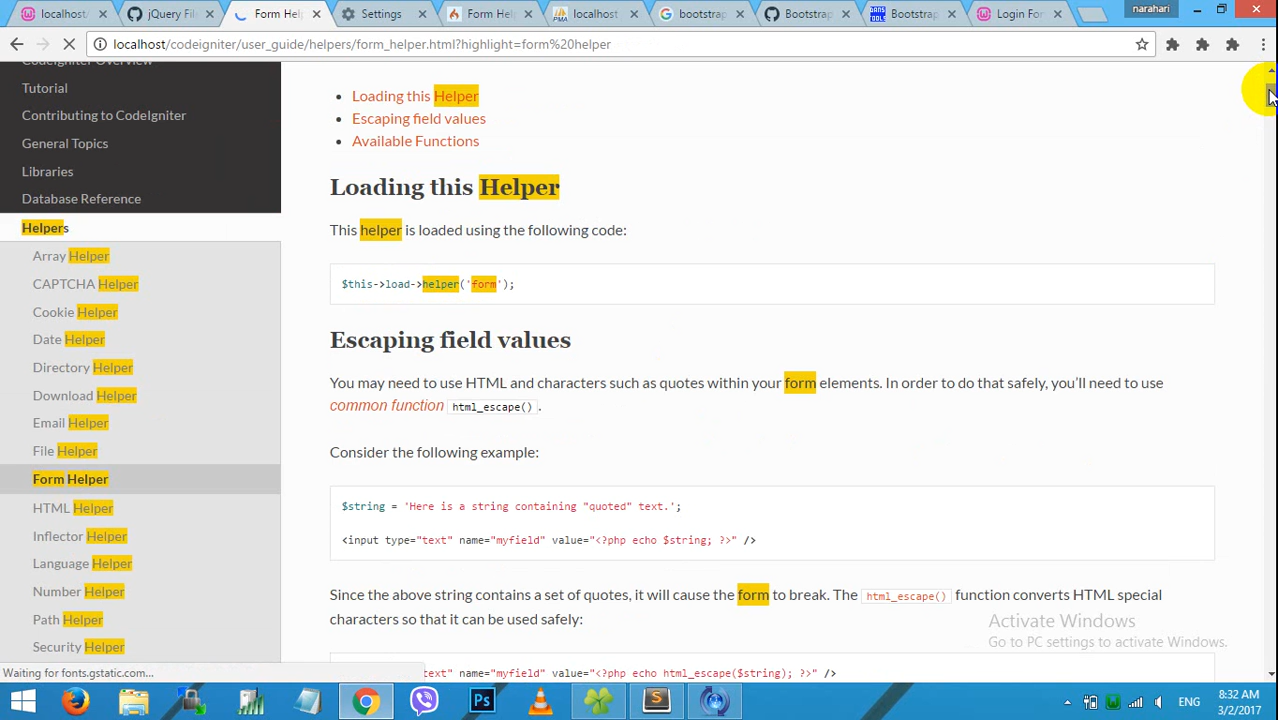 localhost/
jQuery File
Form Help
Settings
Form Help
localhost
bootstrap
Bootstrap
Bootstrap
Login For
narahari
localhost/codeigniter/user_guide/helpers/form_helper.html?highlight=form%20helper
CodeIgniter Overview
Tutorial
Contributing to CodeIgniter
General Topics
Libraries
Database Reference
Helpers
Array Helper
CAPTCHA Helper
Cookie Helper
Date Helper
Directory Helper
Download Helper
Email Helper
File Helper
Form Helper
HTML Helper
Inflector Helper
Language Helper
Number Helper
Path Helper
Security Helper
Loading this Helper
Escaping field values
Available Functions
Loading this Helper
This helper is loaded using the following code:
$this->load->helper('form');
Escaping field values
You may need to use HTML and characters such as quotes within your form elements. In order to do that safely, you'll need to use
common function html_escape().
Consider the following example:
$string = 'Here is a string containing "quoted" text.';
<input type="text" name="myfield" value="<?php echo $string; ?>" />
Since the above string contains a set of quotes, it will cause the form to break. The html_escape() function converts HTML special
characters so that it can be used safely:
="text" name="myfield" value="<?php echo html_escape($string); ?>" />
Activate Windows
Go to PC settings to activate Windows.
Waiting for fonts.gstatic.com...
Ps
ENG
8:32 AM
3/2/2017